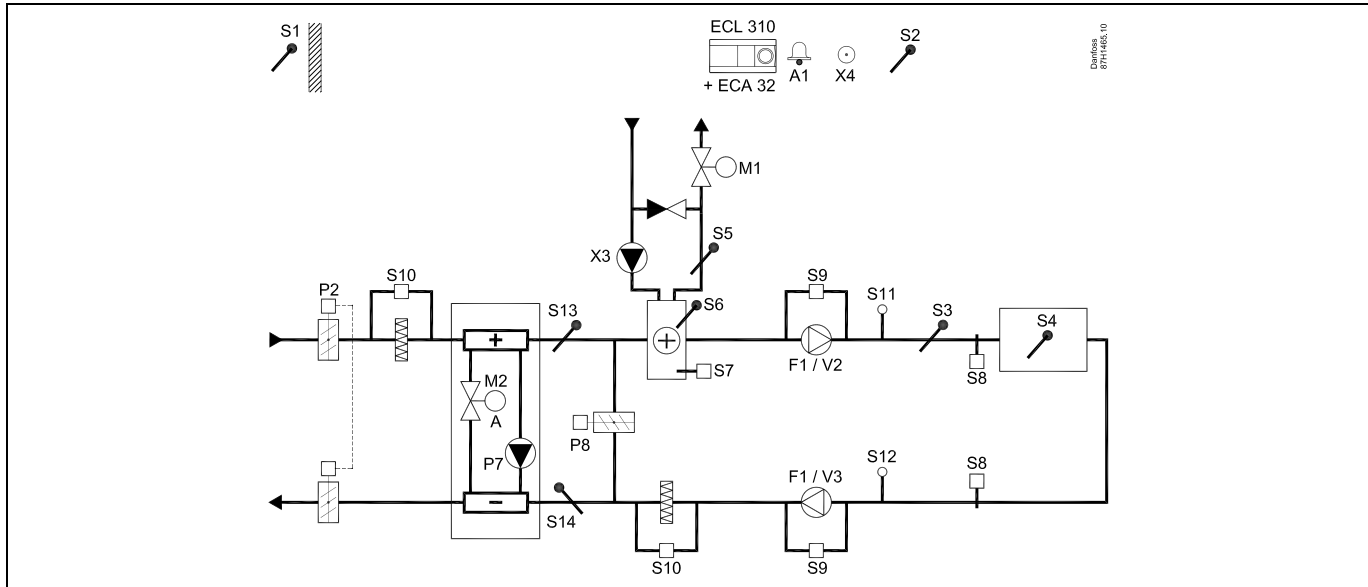 S1
ECL 310
+ ECA 32
A1
X4
S2
Danfoss
87H1465.10
M1
X3
S5
P2
S10
S13
S6
S9
S11
S3
S4
F1 / V2
S7
S8
M2
A
P8
P7
S14
F1 / V3
S12
S8
S10
S9